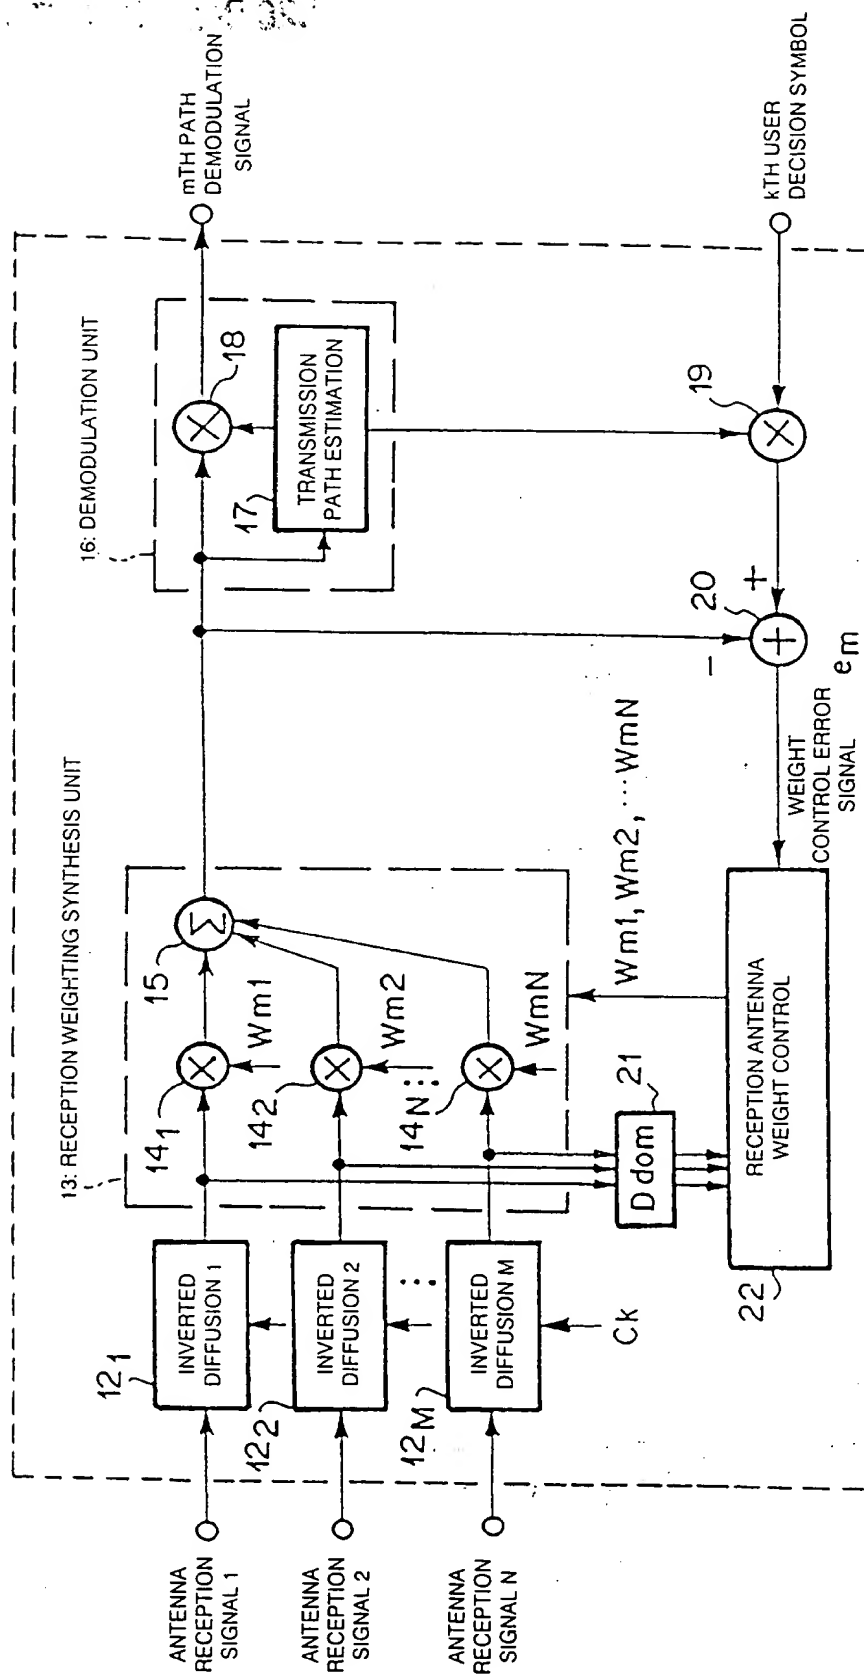 ANTENNA
RECEPTION
SIGNAL 1
ANTENNA
RECEPTION
SIGNAL 2
ANTENNA
RECEPTION
SIGNAL N
12₁
INVERTED
DIFFUSION 1
12₂
INVERTED
DIFFUSION 2
12M
INVERTED
DIFFUSION M
Ck
13: RECEPTION WEIGHTING SYNTHESIS UNIT
14₁
Wm1
14₂
Wm2
14N
WmN
15
Σ
16: DEMODULATION UNIT
17
TRANSMISSION
PATH ESTIMATION
18
mTH PATH
DEMODULATION
SIGNAL
kTH USER
DECISION SYMBOL
19
20
+
-
em
WEIGHT
CONTROL ERROR
SIGNAL
Wm1, Wm2, ⋯WmN
D dom
21
RECEPTION ANTENNA
WEIGHT CONTROL
22